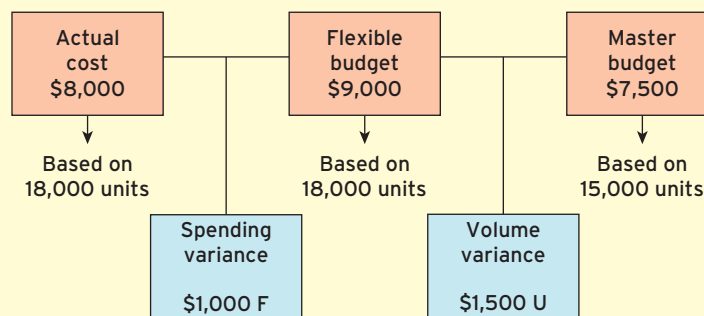 Actual
cost
$8,000
Flexible
budget
$9,000
Master
budget
$7,500
Based on
18,000 units
Based on
18,000 units
Based on
15,000 units
Spending
variance
$1,000 F
Volume
variance
$1,500 U